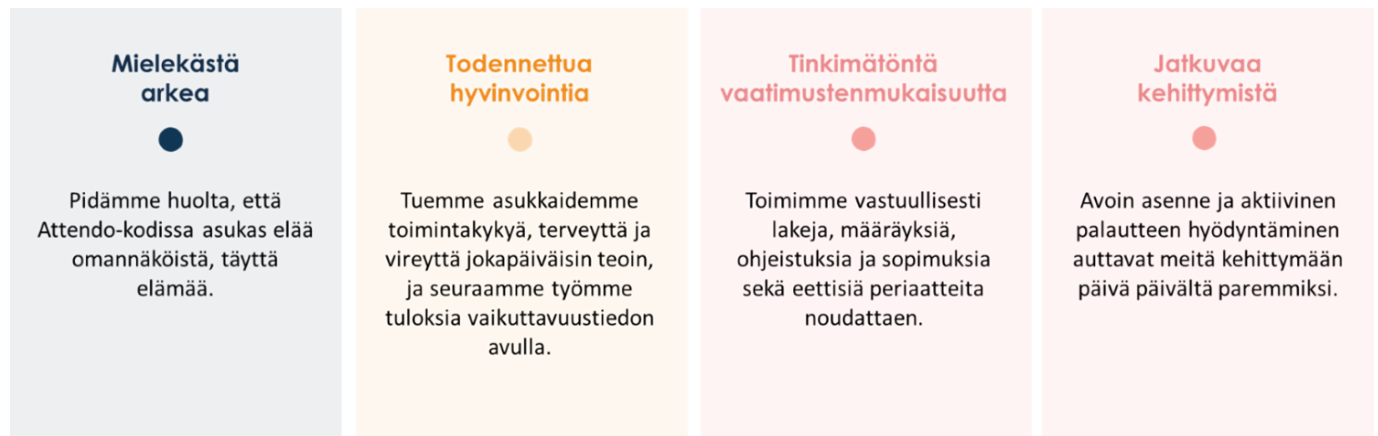 Mielekästä
arkea
Pidämme huolta, että
Attendo-kodissa asukas elää
omannäköistä, täyttä
elämää.
Todennettua
hyvinvointia
Tuemme asukkaidemme
toimintakykyä, terveyttä ja
vireyttä jokapäiväisin teoin,
ja seuraamme työmme
tuloksia vaikuttavuustiedon
avulla.
Tinkimätöntä
vaatimustenmukaisuutta
Toimimme vastuullisesti
lakeja, määräyksiä,
ohjeistuksia ja sopimuksia
sekä eettisiä periaatteita
noudattaen.
Jatkuvaa
kehittymistä
Avoin asenne ja aktiivinen
palautteen hyödyntäminen
auttavat meitä kehittymään
päivä päivältä paremmiksi.